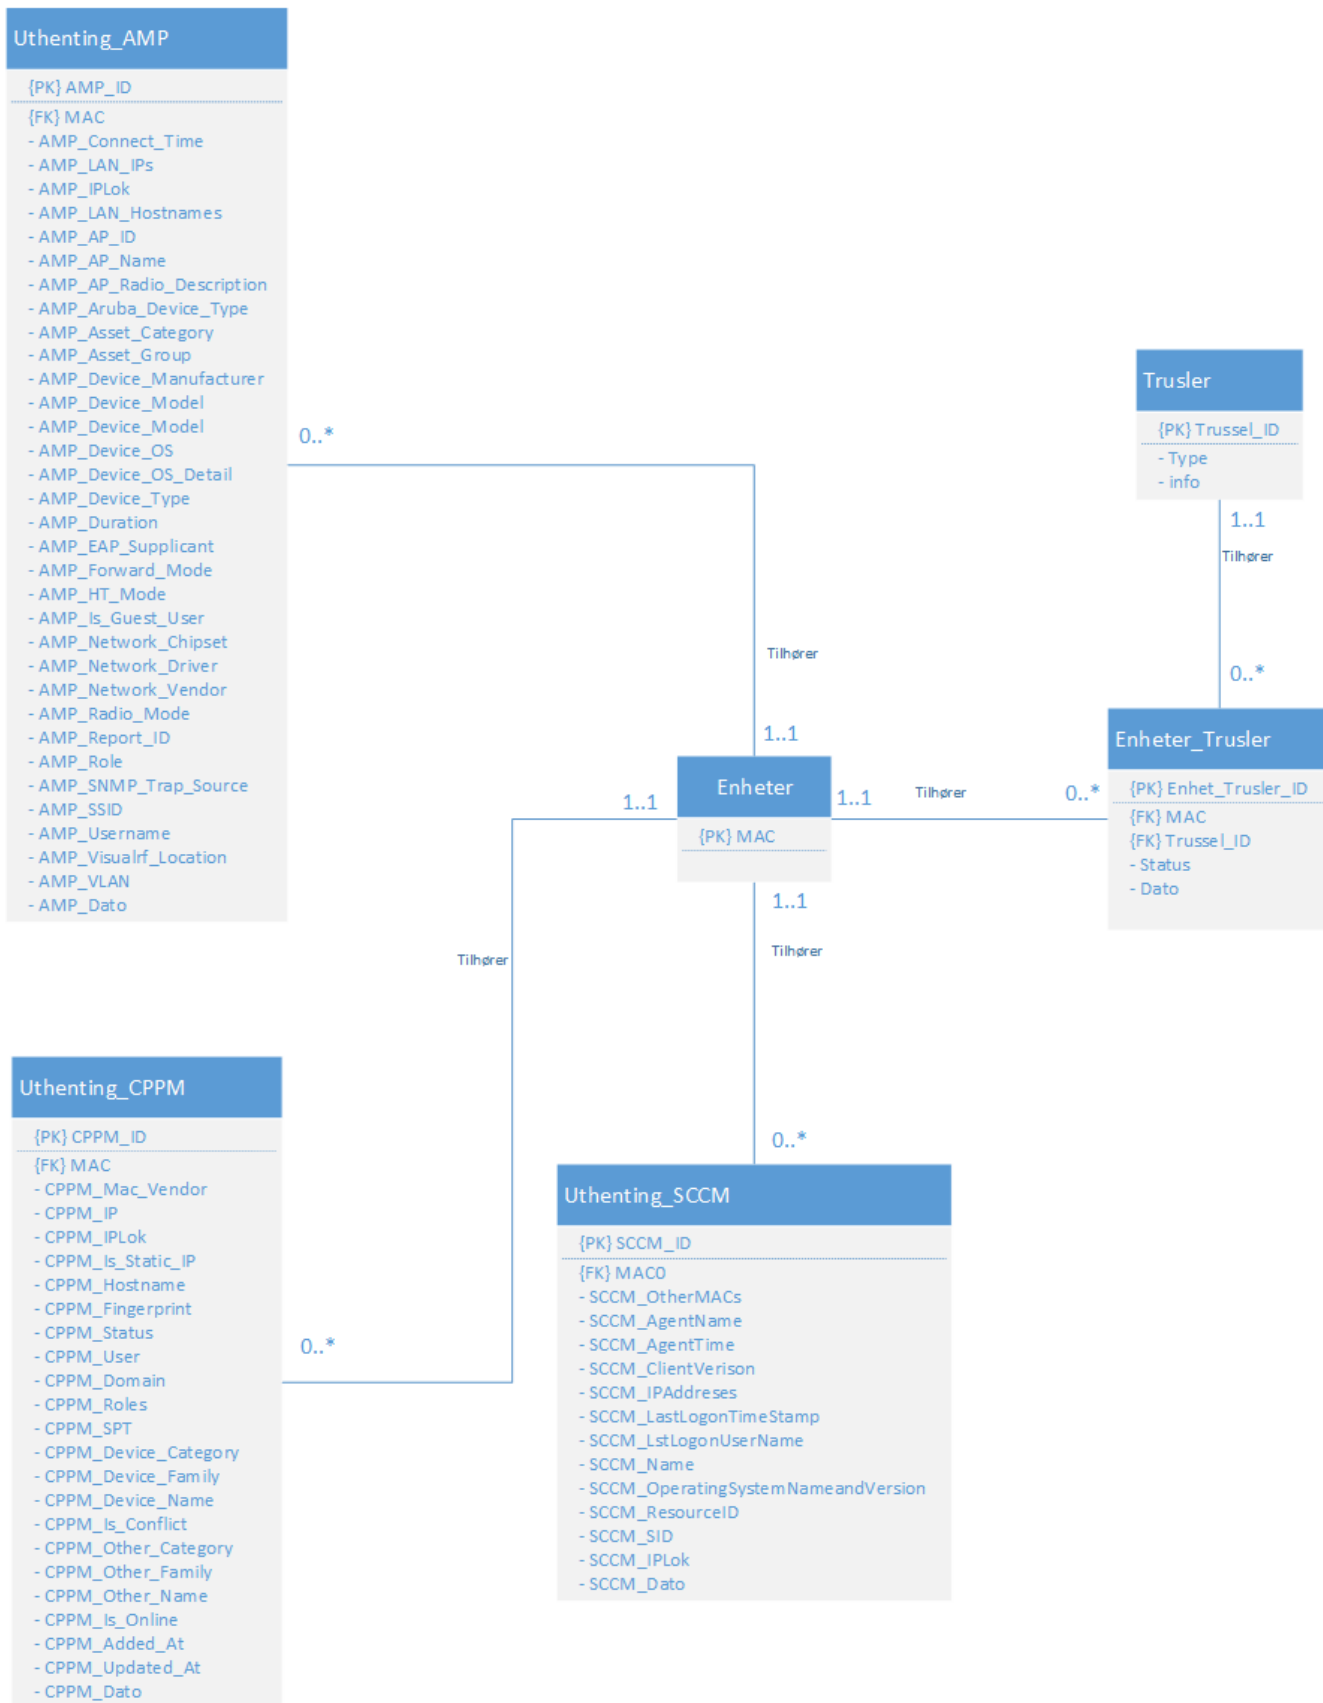 Uthenting_AMP
{PK} AMP_ID
{FK} MAC
- AMP_Connect_Time
- AMP_LAN_IPs
- AMP_IPLok
- AMP_LAN_Hostnames
- AMP_AP_ID
- AMP_AP_Name
- AMP_AP_Radio_Description
- AMP_Aruba_Device_Type
- AMP_Asset_Category
- AMP_Asset_Group
- AMP_Device_Manufacturer
- AMP_Device_Model
- AMP_Device_Model
- AMP_Device_OS
- AMP_Device_OS_Detail
- AMP_Device_Type
- AMP_Duration
- AMP_EAP_Supplicant
- AMP_Forward_Mode
- AMP_HT_Mode
- AMP_Is_Guest_User
- AMP_Network_Chipset
- AMP_Network_Driver
- AMP_Network_Vendor
- AMP_Radio_Mode
- AMP_Report_ID
- AMP_Role
- AMP_SNMP_Trap_Source
- AMP_SSID
- AMP_Username
- AMP_Visualrf_Location
- AMP_VLAN
- AMP_Dato
0..*
Tilhører
1..1
Trusler
{PK} Trussel_ID
- Type
- info
1..1
Tilhører
0..*
Enheter_Trusler
{PK} Enhet_Trusler_ID
{FK} MAC
{FK} Trussel_ID
- Status
- Dato
Enheter
{PK} MAC
1..1
1..1
Tilhører
0..*
1..1
Tilhører
0..*
Tilhører
Uthenting_CPPM
{PK} CPPM_ID
{FK} MAC
- CPPM_Mac_Vendor
- CPPM_IP
- CPPM_IPLok
- CPPM_Is_Static_IP
- CPPM_Hostname
- CPPM_Fingerprint
- CPPM_Status
- CPPM_User
- CPPM_Domain
- CPPM_Roles
- CPPM_SPT
- CPPM_Device_Category
- CPPM_Device_Family
- CPPM_Device_Name
- CPPM_Is_Conflict
- CPPM_Other_Category
- CPPM_Other_Family
- CPPM_Other_Name
- CPPM_Is_Online
- CPPM_Added_At
- CPPM_Updated_At
- CPPM_Dato
0..*
Uthenting_SCCM
{PK} SCCM_ID
{FK} MAC0
- SCCM_OtherMACs
- SCCM_AgentName
- SCCM_AgentTime
- SCCM_ClientVerison
- SCCM_IPAddreses
- SCCM_LastLogonTimeStamp
- SCCM_LstLogonUserName
- SCCM_Name
- SCCM_OperatingSystemNameandVersion
- SCCM_ResourceID
- SCCM_SID
- SCCM_IPLok
- SCCM_Dato